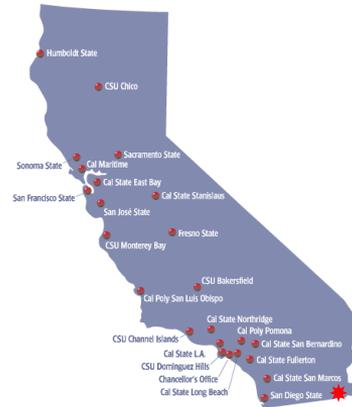 Humboldt State
CSU Chico
Sacramento State
Sonoma State
Cal Maritime
Cal State East Bay
San Francisco State
Cal State Stanislaus
San José State
Fresno State
CSU Monterey Bay
CSU Bakersfield
Cal Poly San Luis Obispo
Cal State Northridge
CSU Channel Islands
Cal Poly Pomona
Cal State San Bernardino
Cal State L.A.
Cal State Fullerton
CSU Dominguez Hills
Chancellor's Office
Cal State San Marcos
Cal State Long Beach
San Diego State